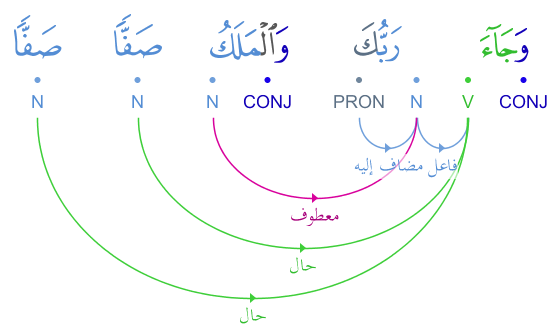 وَجَآءَ رَبُّكَ وَٱلْمَلَكُ صَفًّا صَفًّا
CONJ V N PRON CONJ N N N
فاعل مضاف إليه
معطوف
حال
حال